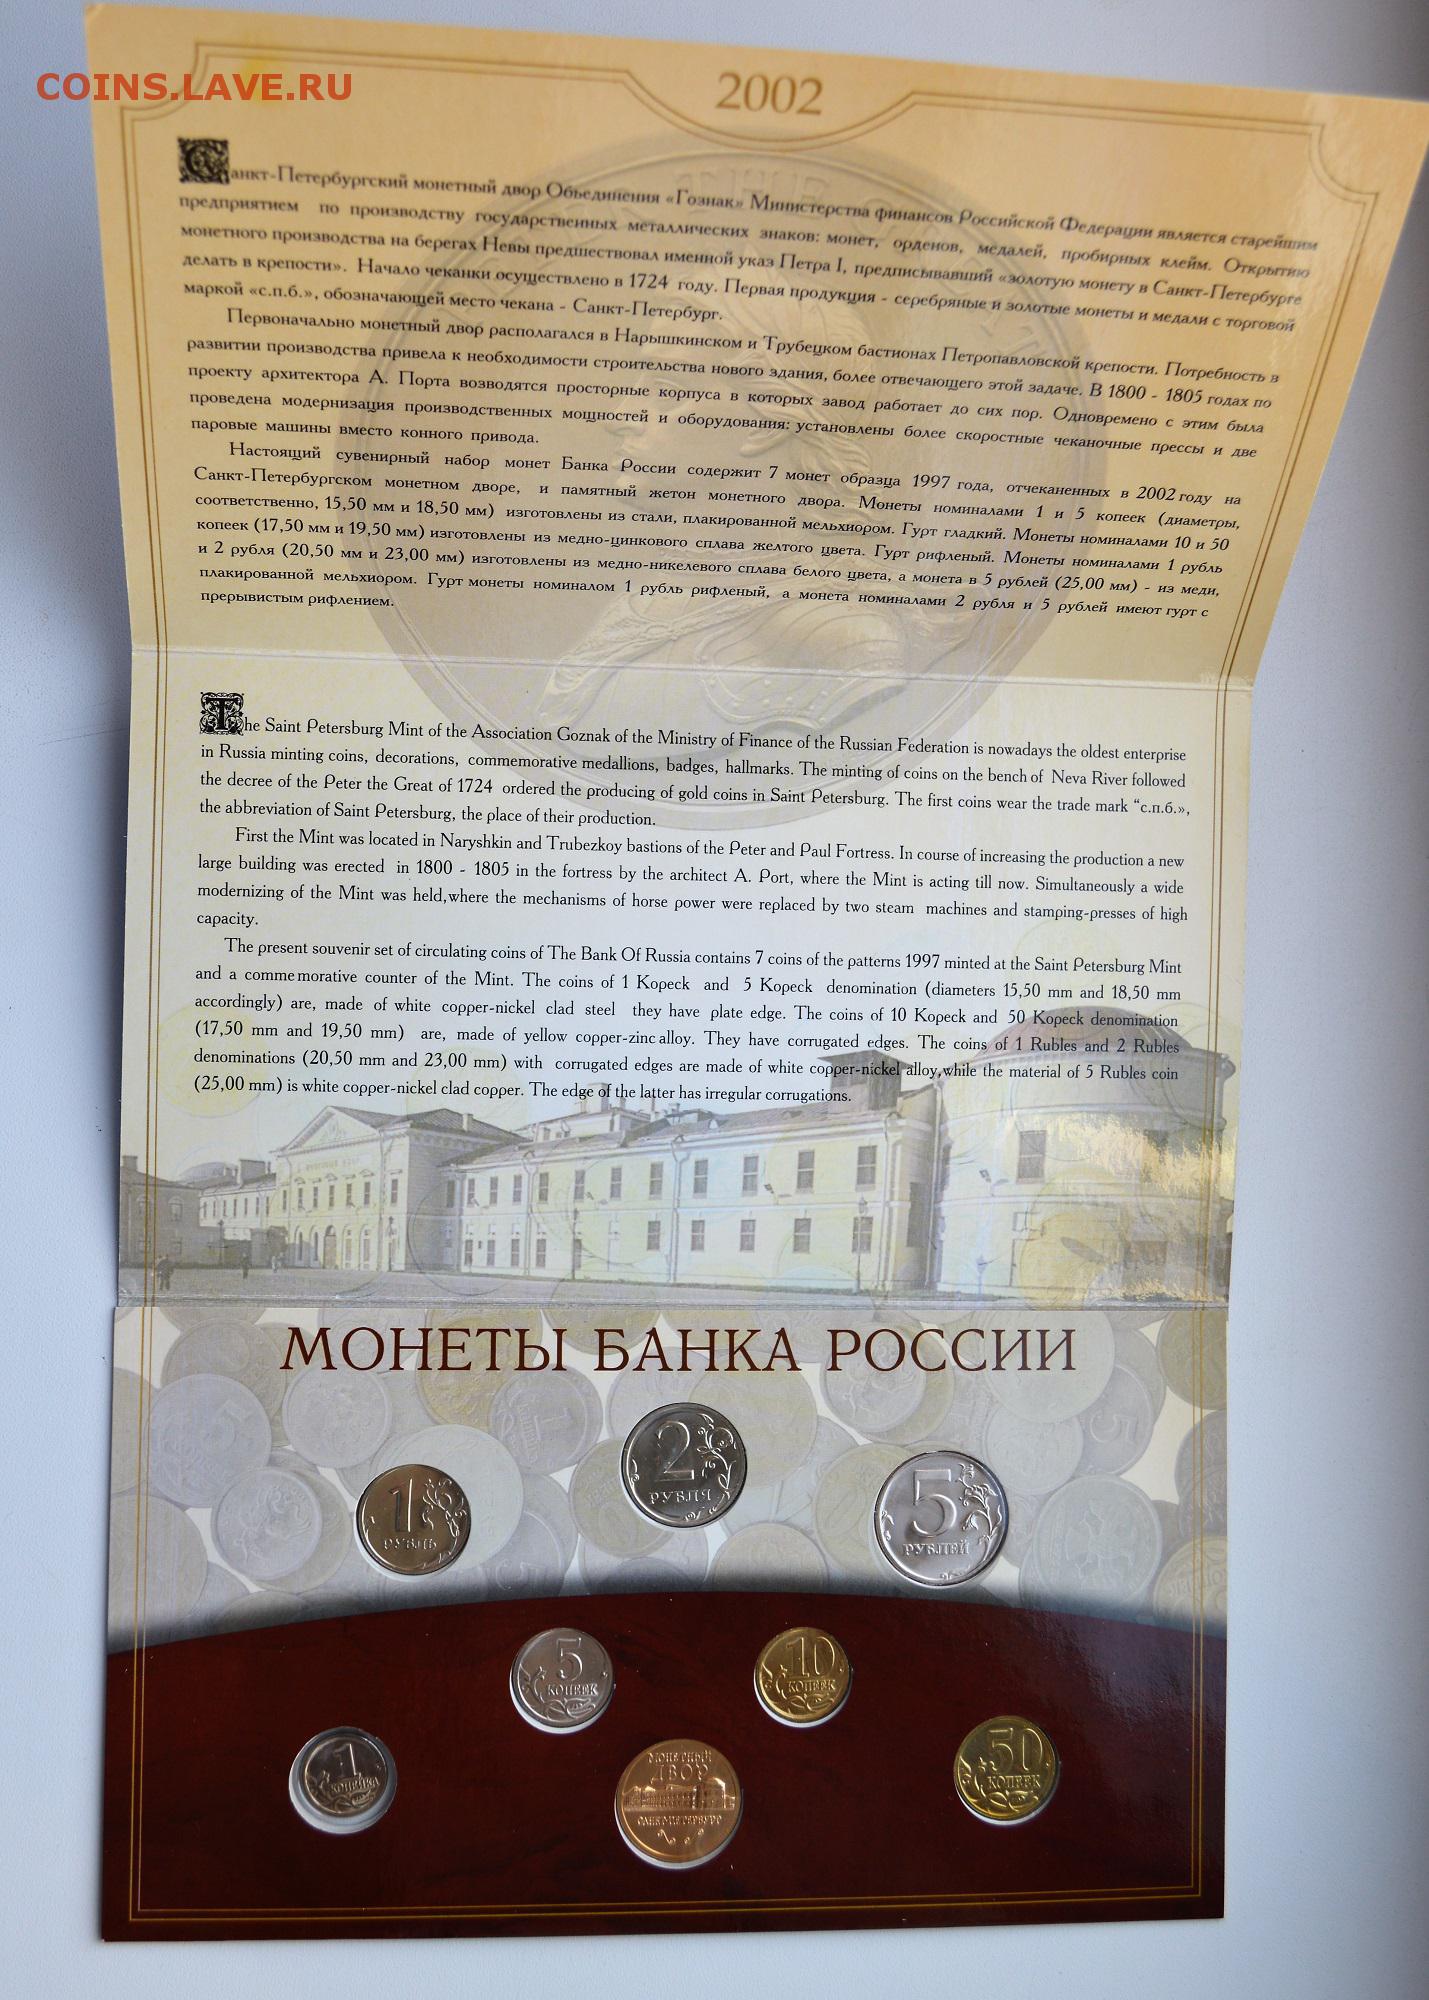 COINS.LAVE.RU
2002
Санкт-Петербургский монетный двор Объединения «Гознак» Министерства финансов Российской Федерации является старейшим
предприятием по производству государственных металлических знаков: монет, орденов, медалей, пробирных клейм. Открытию
монетного производства на берегах Невы предшествовал именной указ Петра I, предписывавший «золотую монету в Санкт-Петербурге
делать в крепости». Начало чеканки осуществлено в 1724 году. Первая продукция - серебряные и золотые монеты и медали с торговой
маркой «с.п.б.», обозначающей место чекана - Санкт-Петербург.
Первоначально монетный двор располагался в Нарышкинском и Трубецком бастионах Петропавловской крепости. Потребность в
развитии производства привела к необходимости строительства нового здания, более отвечающего этой задаче. В 1800 - 1805 годах по
проекту архитектора А. Порта возводятся просторные корпуса в которых завод работает до сих пор. Одновременно с этим была
проведена модернизация производственных мощностей и оборудования: установлены более скоростные чеканочные прессы и две
паровые машины вместо конного привода.
Настоящий сувенирный набор монет Банка России содержит 7 монет образца 1997 года, отчеканенных в 2002 году на
Санкт-Петербургском монетном дворе, и памятный жетон монетного двора. Монеты номиналами 1 и 5 копеек (диаметры,
соответственно, 15,50 мм и 18,50 мм) изготовлены из стали, плакированной мельхиором. Гурт гладкий. Монеты номиналами 10 и 50
копеек (17,50 мм и 19,50 мм) изготовлены из медно-цинкового сплава желтого цвета. Гурт рифленый. Монеты номиналами 1 рубль
и 2 рубля (20,50 мм и 23,00 мм) изготовлены из медно-никелевого сплава белого цвета, а монета в 5 рублей (25,00 мм) - из меди,
плакированной мельхиором. Гурт монеты номиналом 1 рубль рифленый, а монета номиналами 2 рубля и 5 рублей имеют гурт с
прерывистым рифлением.
The Saint Petersburg Mint of the Association Goznak of the Ministry of Finance of the Russian Federation is nowadays the oldest enterprise
in Russia minting coins, decorations, commemorative medallions, badges, hallmarks. The minting of coins on the bench of Neva River followed
the decree of the Peter the Great of 1724 ordered the producing of gold coins in Saint Petersburg. The first coins wear the trade mark “с.п.б.»,
the abbreviation of Saint Petersburg, the place of their production.
First the Mint was located in Naryshkin and Trubezkoy bastions of the Peter and Paul Fortress. In course of increasing the production a new
large building was erected in 1800 - 1805 in the fortress by the architect A. Port, where the Mint is acting till now. Simultaneously a wide
modernizing of the Mint was held,where the mechanisms of horse power were replaced by two steam machines and stamping-presses of high
capacity.
The present souvenir set of circulating coins of The Bank Of Russia contains 7 coins of the patterns 1997 minted at the Saint Petersburg Mint
and a commemorative counter of the Mint. The coins of 1 Kopeck and 5 Kopeck denomination (diameters 15,50 mm and 18,50 mm
accordingly) are, made of white copper-nickel clad steel they have plate edge. The coins of 10 Kopeck and 50 Kopeck denomination
(17,50 mm and 19,50 mm) are, made of yellow copper-zinc alloy. They have corrugated edges. The coins of 1 Rubles and 2 Rubles
denominations (20,50 mm and 23,00 mm) with corrugated edges are made of white copper-nickel alloy,while the material of 5 Rubles coin
(25,00 mm) is white copper-nickel clad copper. The edge of the latter has irregular corrugations.
МОНЕТЫ БАНКА РОССИИ
2
РУБЛЯ
1
РУБЛЬ
5
РУБЛЕЙ
5
КОПЕЕК
10
КОПЕЕК
1
КОПЕЙКА
МОНЕТНЫЙ
ДВОР
САНКТ-ПЕТЕРБУРГ
50
КОПЕЕК